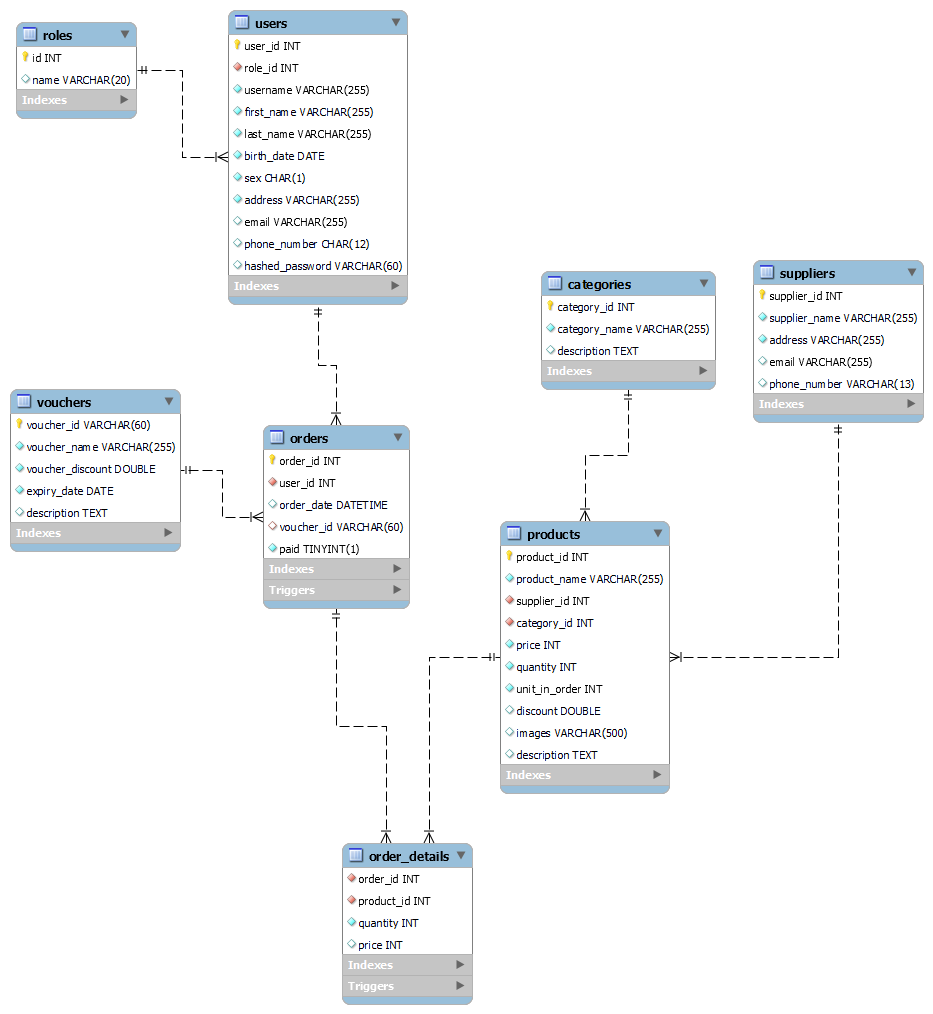 roles
id INT
name VARCHAR(20)
Indexes
users
user_id INT
role_id INT
username VARCHAR(255)
first_name VARCHAR(255)
last_name VARCHAR(255)
birth_date DATE
sex CHAR(1)
address VARCHAR(255)
email VARCHAR(255)
phone_number CHAR(12)
hashed_password VARCHAR(60)
Indexes
categories
category_id INT
category_name VARCHAR(255)
description TEXT
Indexes
suppliers
supplier_id INT
supplier_name VARCHAR(255)
address VARCHAR(255)
email VARCHAR(255)
phone_number VARCHAR(13)
Indexes
vouchers
voucher_id VARCHAR(60)
voucher_name VARCHAR(255)
voucher_discount DOUBLE
expiry_date DATE
description TEXT
Indexes
orders
order_id INT
user_id INT
order_date DATETIME
voucher_id VARCHAR(60)
paid TINYINT(1)
Indexes
Triggers
products
product_id INT
product_name VARCHAR(255)
supplier_id INT
category_id INT
price INT
quantity INT
unit_in_order INT
discount DOUBLE
images VARCHAR(500)
description TEXT
Indexes
order_details
order_id INT
product_id INT
quantity INT
price INT
Indexes
Triggers